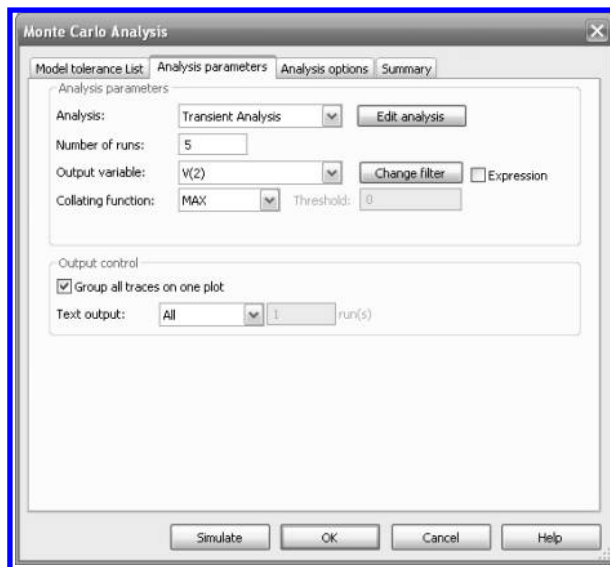 Monte Carlo Analysis
Model tolerance List Analysis parameters Analysis options Summary
Analysis parameters
Analysis: Transient Analysis Edit analysis
Number of runs: 5
Output variable: V(2) Change filter Expression
Collating function: MAX Threshold: 0
Output control
Group all traces on one plot
Text output: All 1 run(s)
Simulate OK Cancel Help